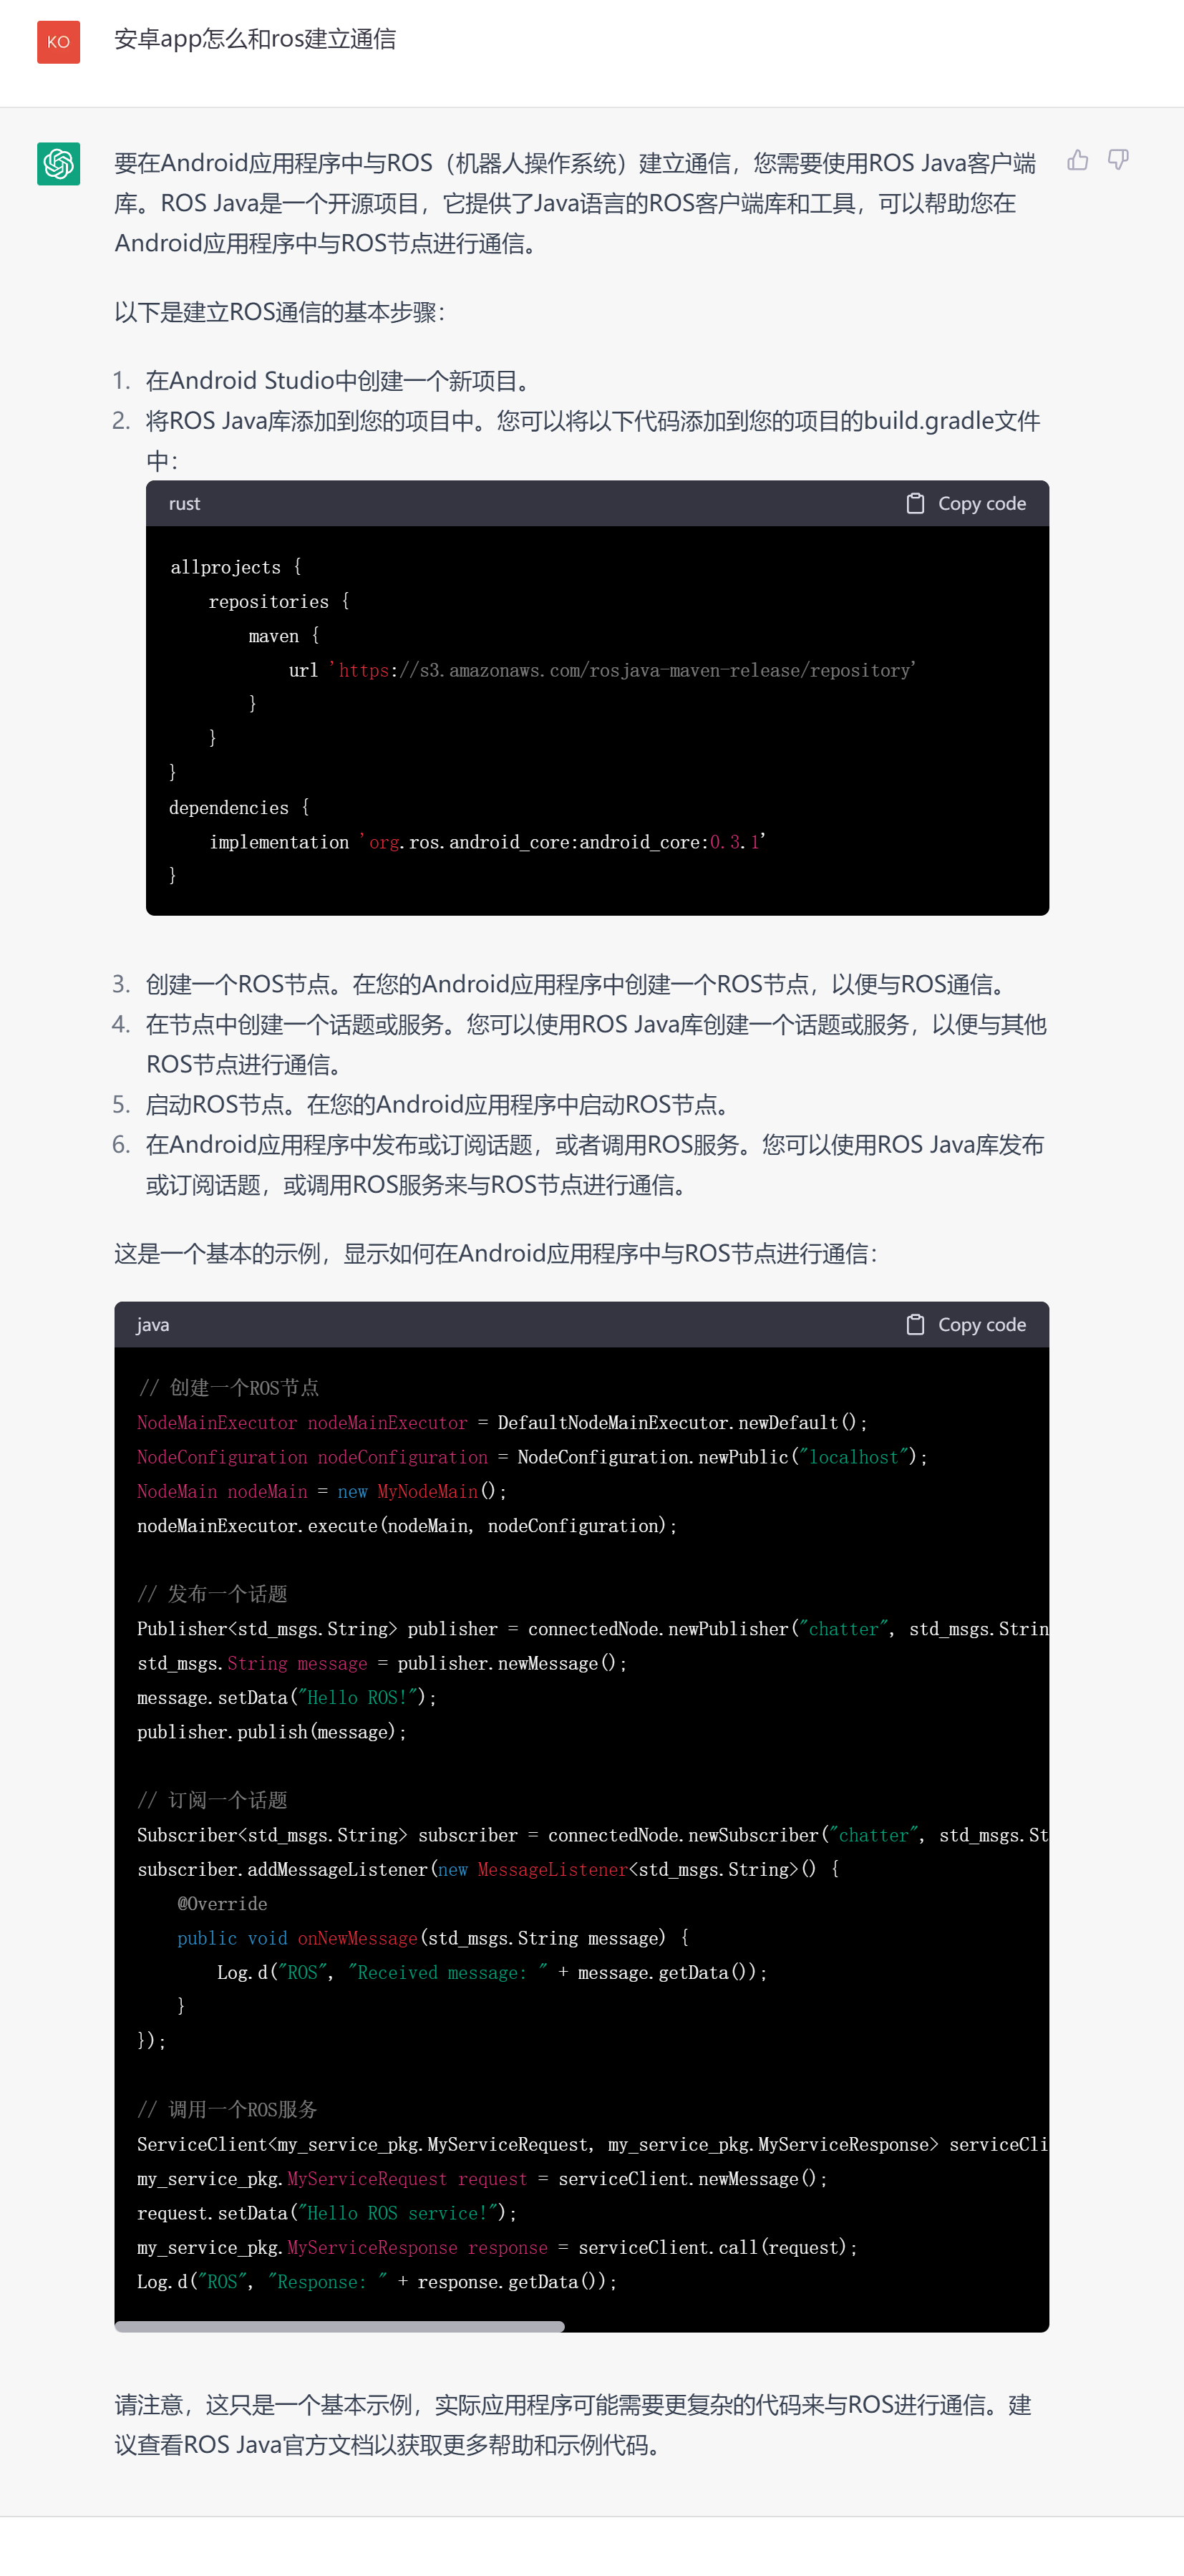 KO
安卓app怎么和ros建立通信
要在Android应用程序中与ROS（机器人操作系统）建立通信，您需要使用ROS Java客户端
库。ROS Java是一个开源项目，它提供了Java语言的ROS客户端库和工具，可以帮助您在
Android应用程序中与ROS节点进行通信。
以下是建立ROS通信的基本步骤：
1. 在Android Studio中创建一个新项目。
2. 将ROS Java库添加到您的项目中。您可以将以下代码添加到您的项目的build.gradle文件
中：
rust Copy code
allprojects {
    repositories {
        maven {
            url 'https://s3.amazonaws.com/rosjava-maven-release/repository'
        }
    }
}
dependencies {
    implementation 'org.ros.android_core:android_core:0.3.1'
}
3. 创建一个ROS节点。在您的Android应用程序中创建一个ROS节点，以便与ROS通信。
4. 在节点中创建一个话题或服务。您可以使用ROS Java库创建一个话题或服务，以便与其他
ROS节点进行通信。
5. 启动ROS节点。在您的Android应用程序中启动ROS节点。
6. 在Android应用程序中发布或订阅话题，或者调用ROS服务。您可以使用ROS Java库发布
或订阅话题，或调用ROS服务来与ROS节点进行通信。
这是一个基本的示例，显示如何在Android应用程序中与ROS节点进行通信：
java Copy code
// 创建一个ROS节点
NodeMainExecutor nodeMainExecutor = DefaultNodeMainExecutor.newDefault();
NodeConfiguration nodeConfiguration = NodeConfiguration.newPublic("localhost");
NodeMain nodeMain = new MyNodeMain();
nodeMainExecutor.execute(nodeMain, nodeConfiguration);
// 发布一个话题
Publisher<std_msgs.String> publisher = connectedNode.newPublisher("chatter", std_msgs.Strin
std_msgs.String message = publisher.newMessage();
message.setData("Hello ROS!");
publisher.publish(message);
// 订阅一个话题
Subscriber<std_msgs.String> subscriber = connectedNode.newSubscriber("chatter", std_msgs.St
subscriber.addMessageListener(new MessageListener<std_msgs.String>() {
    @Override
    public void onNewMessage(std_msgs.String message) {
        Log.d("ROS", "Received message: " + message.getData());
    }
});
// 调用一个ROS服务
ServiceClient<my_service_pkg.MyServiceRequest, my_service_pkg.MyServiceResponse> serviceCli
my_service_pkg.MyServiceRequest request = serviceClient.newMessage();
request.setData("Hello ROS service!");
my_service_pkg.MyServiceResponse response = serviceClient.call(request);
Log.d("ROS", "Response: " + response.getData());
请注意，这只是一个基本示例，实际应用程序可能需要更复杂的代码来与ROS进行通信。建
议查看ROS Java官方文档以获取更多帮助和示例代码。